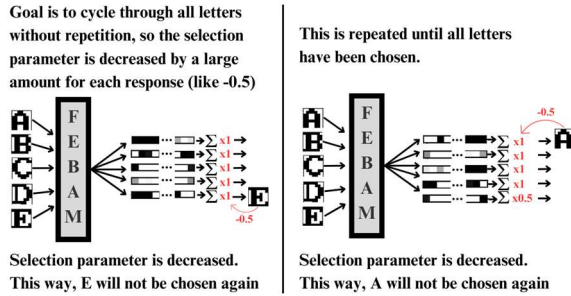 Goal is to cycle through all letters
without repetition, so the selection
parameter is decreased by a large
amount for each response (like -0.5)
A
B
C
D
E
F
E
B
A
M
∑ x1
∑ x1
∑ x1
∑ x1
∑ x1
E
-0.5
Selection parameter is decreased.
This way, E will not be chosen again
This is repeated until all letters
have been chosen.
A
B
C
D
E
F
E
B
A
M
-0.5
∑ x1
∑ x1
∑ x1
∑ x1
∑ x0.5
A
Selection parameter is decreased.
This way, A will not be chosen again